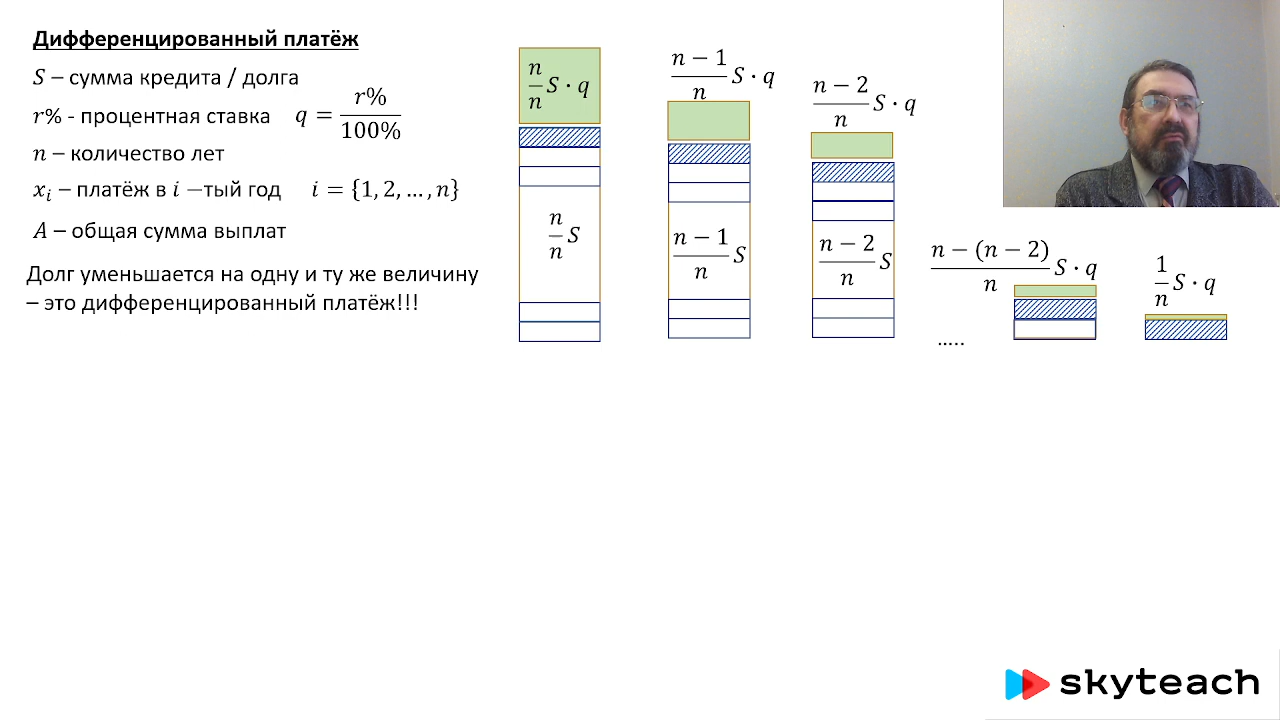 Дифференцированный платёж
S – сумма кредита / долга
r% - процентная ставка q = r% / 100%
n – количество лет
x_i – платёж в i –тый год i = {1, 2, …, n}
A – общая сумма выплат
Долг уменьшается на одну и ту же величину
– это дифференцированный платёж!!!
n/n S · q
n/n S
(n − 1)/n S · q
(n − 1)/n S
(n − 2)/n S · q
(n − 2)/n S
…..
(n − (n − 2))/n S · q
1/n S · q
skyteach